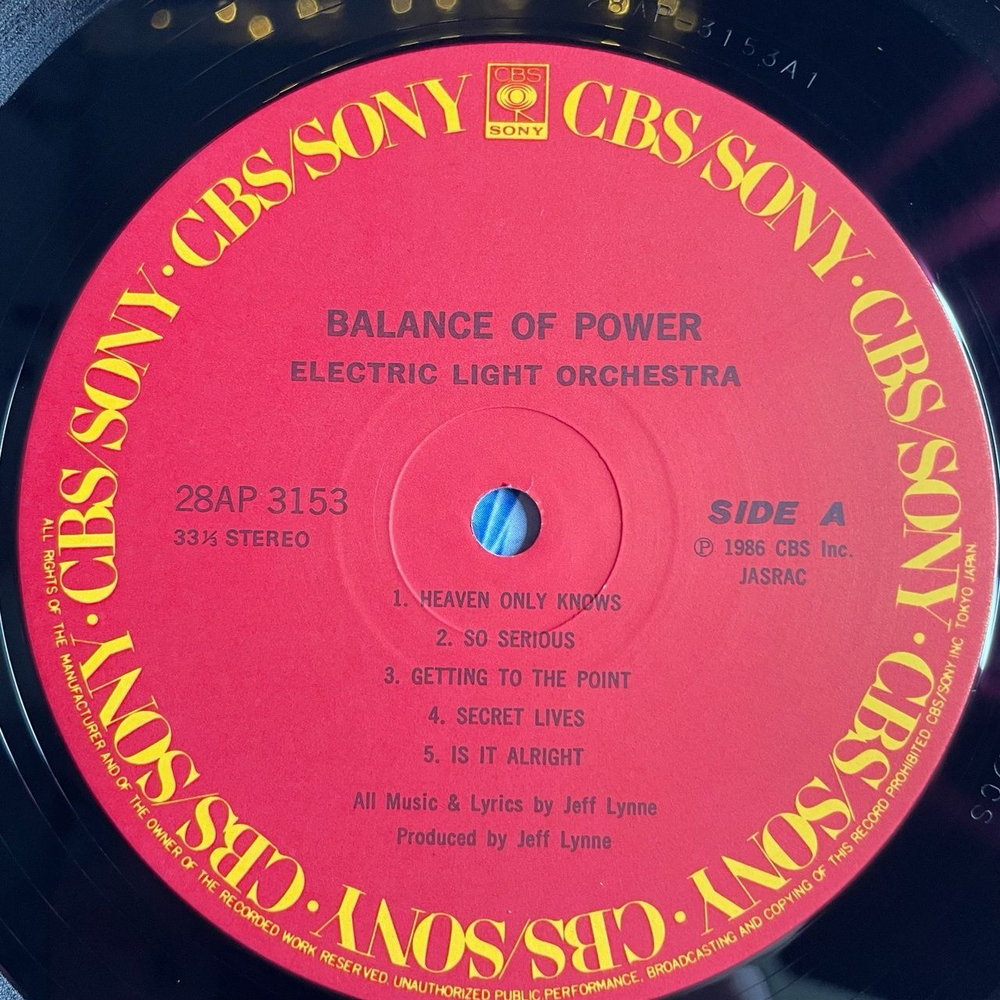 28AP-3153A1
CBS
SONY
CBS/SONY · CBS/SONY · CBS/SONY · CBS/SONY · CBS/SONY · CBS/SONY · CBS/SONY · CBS/SONY · CBS/SONY
BALANCE OF POWER
ELECTRIC LIGHT ORCHESTRA
28AP 3153
33⅓ STEREO
SIDE A
Ⓟ 1986 CBS Inc.
JASRAC
1. HEAVEN ONLY KNOWS
2. SO SERIOUS
3. GETTING TO THE POINT
4. SECRET LIVES
5. IS IT ALRIGHT
All Music & Lyrics by Jeff Lynne
Produced by Jeff Lynne
ALL RIGHTS OF THE MANUFACTURER AND OF THE OWNER OF THE RECORDED WORK RESERVED. UNAUTHORIZED PUBLIC PERFORMANCE, BROADCASTING AND COPYING OF THIS RECORD PROHIBITED CBS/SONY INC TOKYO JAPAN